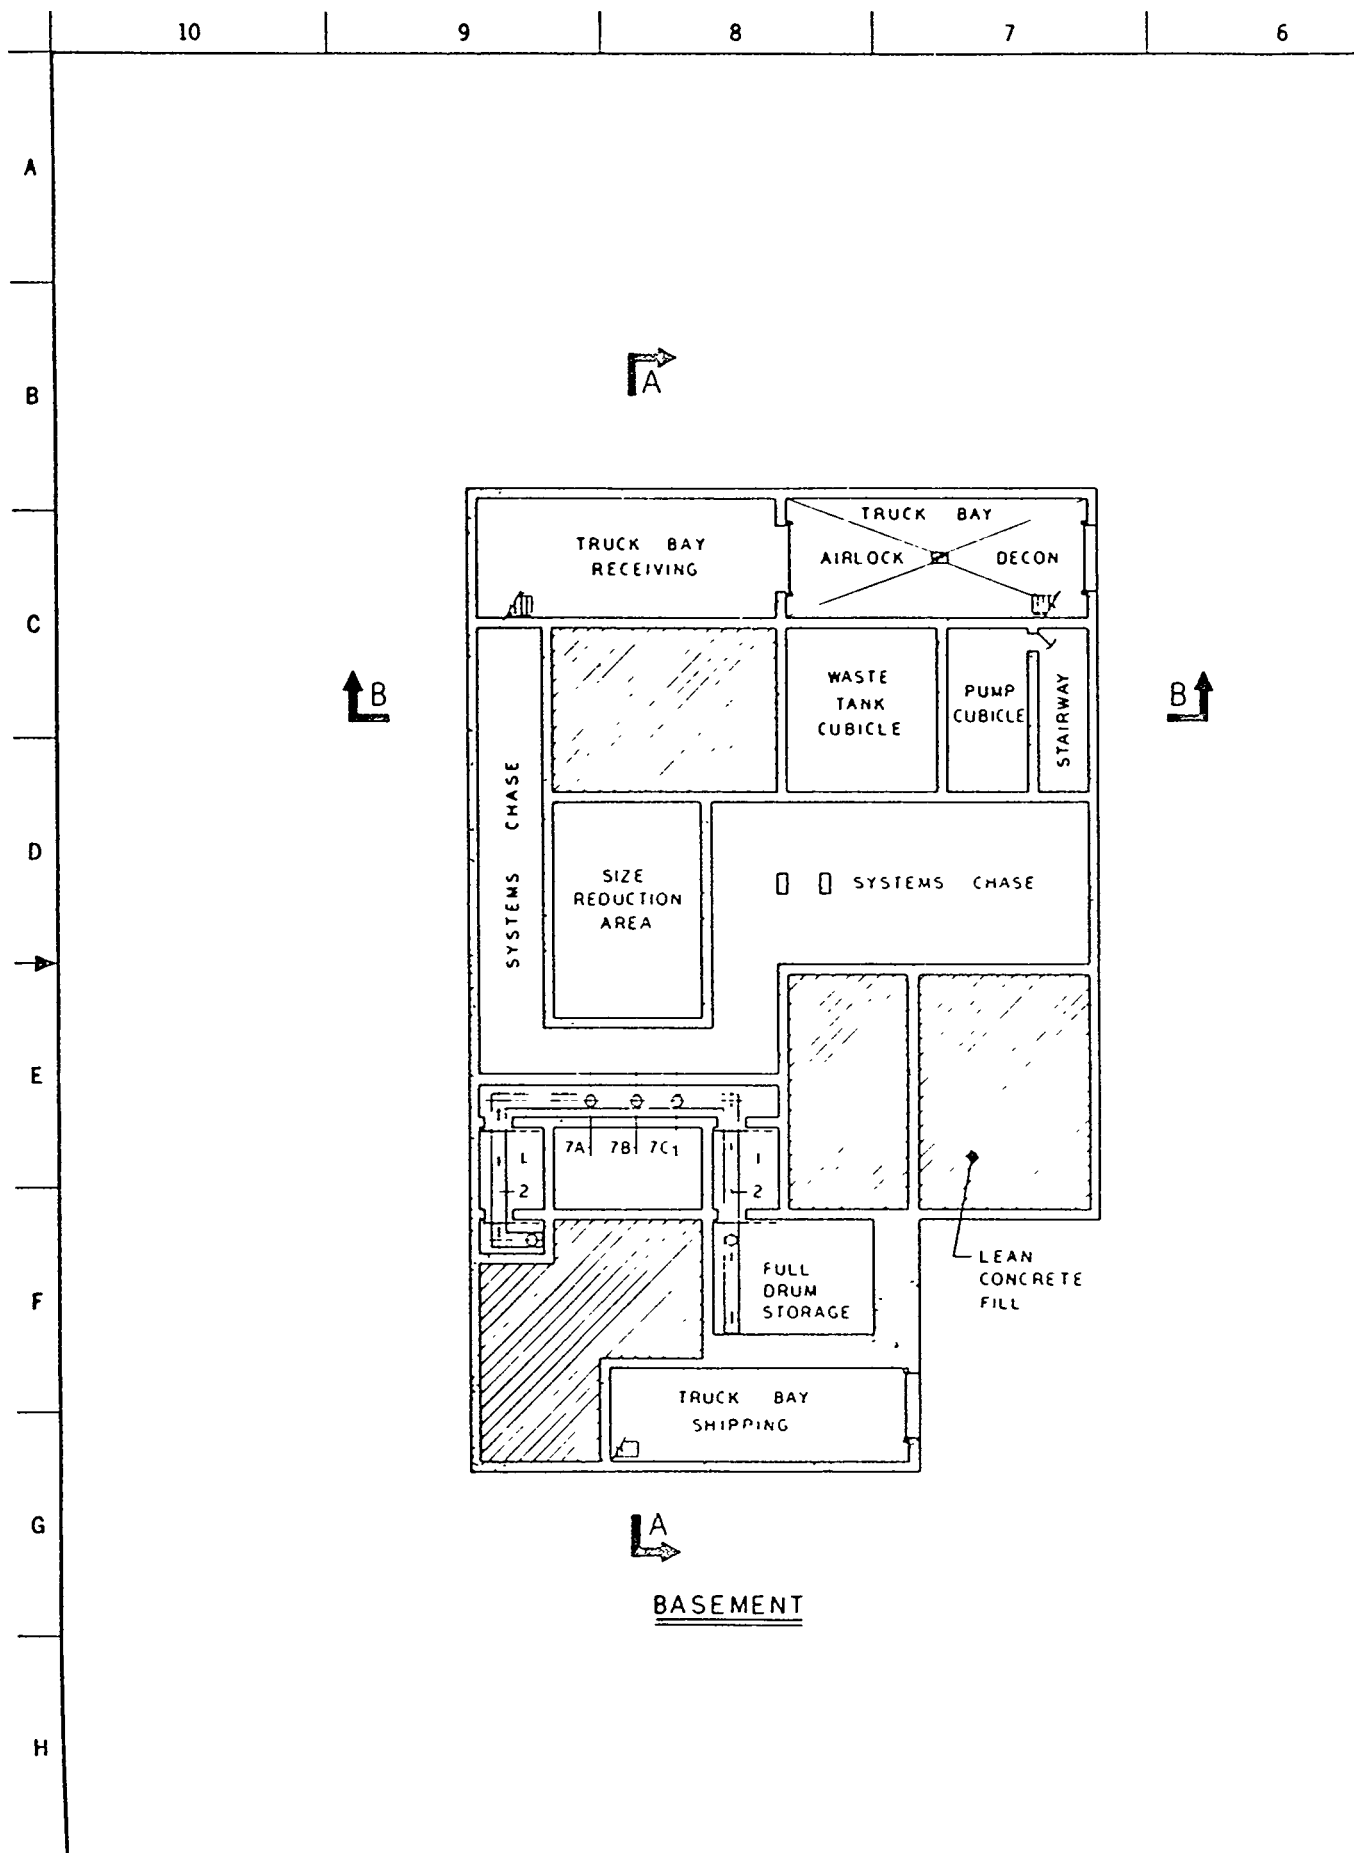 10 9 8 7 6
A
B
C
D
E
F
G
H
A
TRUCK BAY
RECEIVING
TRUCK BAY
AIRLOCK DECON
B
B
WASTE
TANK
CUBICLE
PUMP
CUBICLE
STAIRWAY
SYSTEMS CHASE
SIZE
REDUCTION
AREA
SYSTEMS CHASE
7A 7B 7C1
1
2
1
2
LEAN
CONCRETE
FILL
FULL
DRUM
STORAGE
TRUCK BAY
SHIPPING
A
BASEMENT